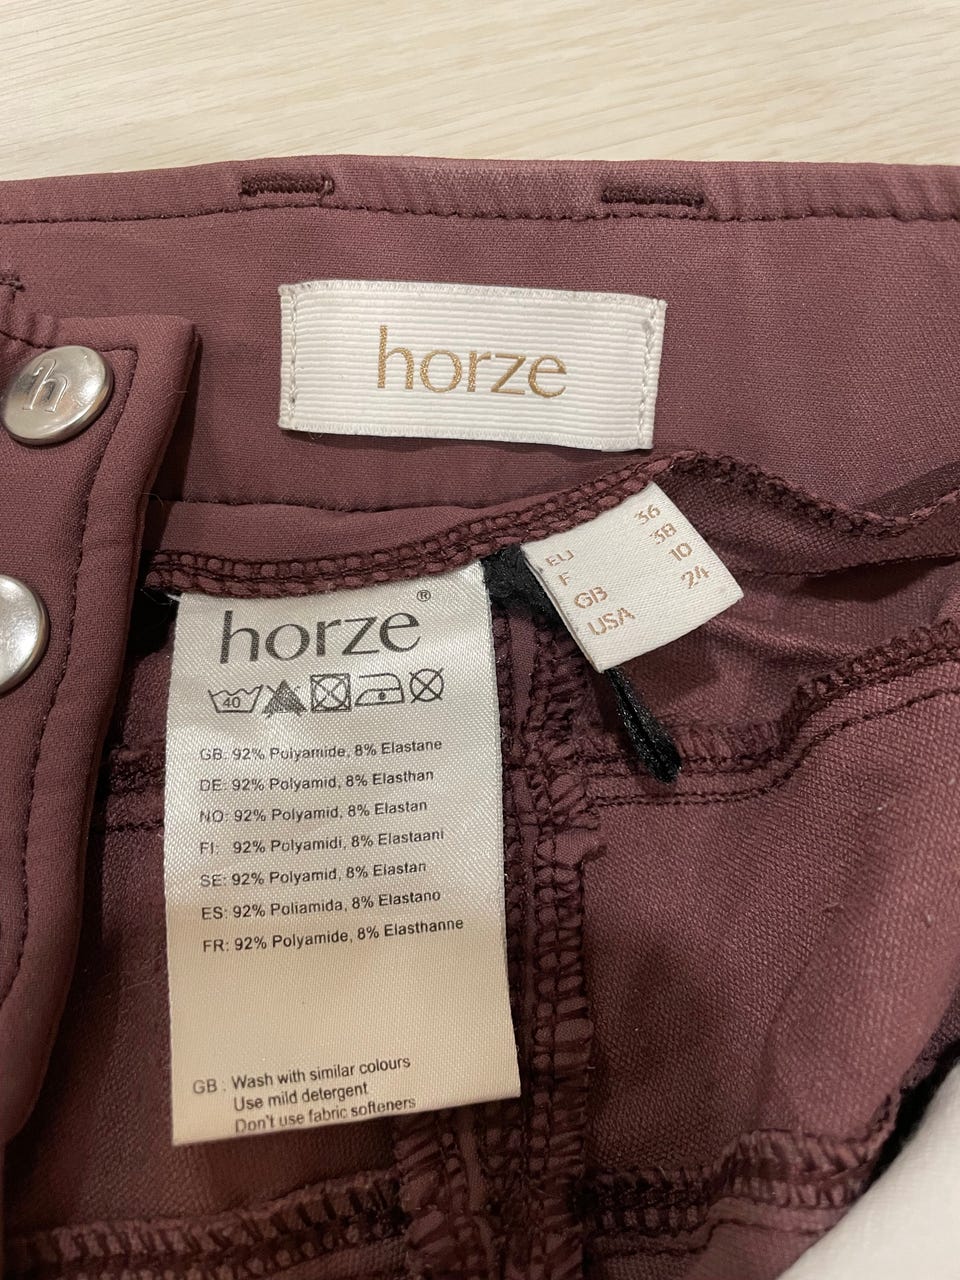 h
horze
EU 36
F 38
GB 10
USA 24
horze®
40
GB: 92% Polyamide, 8% Elastane
DE: 92% Polyamid, 8% Elasthan
NO: 92% Polyamid, 8% Elastan
FI: 92% Polyamidi, 8% Elastaani
SE: 92% Polyamid, 8% Elastan
ES: 92% Poliamida, 8% Elastano
FR: 92% Polyamide, 8% Elasthanne
GB : Wash with similar colours
Use mild detergent
Don't use fabric softeners